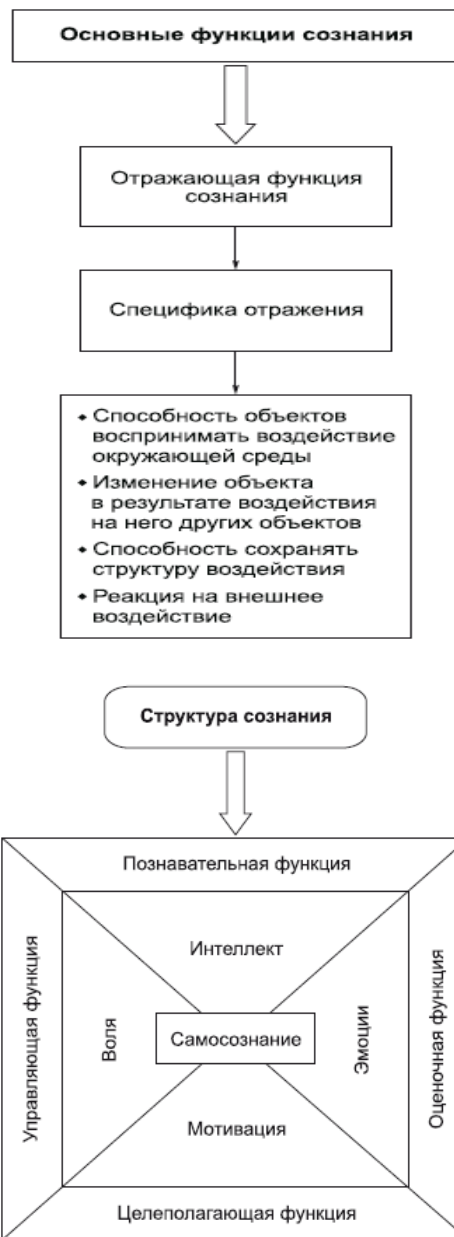 Основные функции сознания
Отражающая функция
сознания
Специфика отражения
• Способность объектов
воспринимать воздействие
окружающей среды
• Изменение объекта
в результате воздействия
на него других объектов
• Способность сохранять
структуру воздействия
• Реакция на внешнее
воздействие
Структура сознания
Познавательная функция
Управляющая функция
Интеллект
Воля
Самосознание
Эмоции
Оценочная функция
Мотивация
Целеполагающая функция